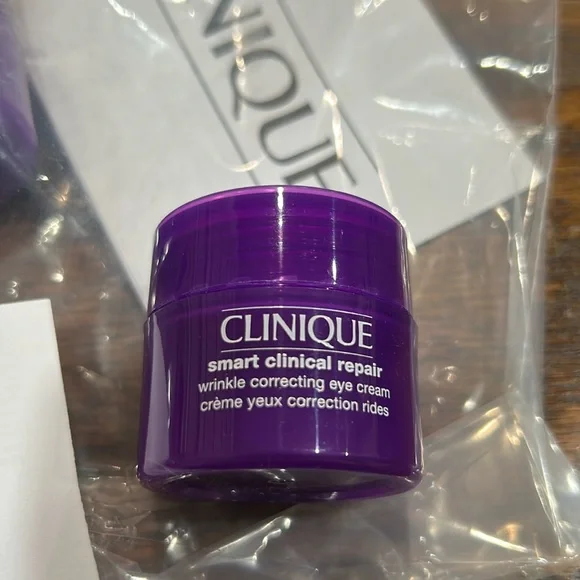 NIQUE
CLINIQUE
smart clinical repair
wrinkle correcting eye cream
crème yeux correction rides